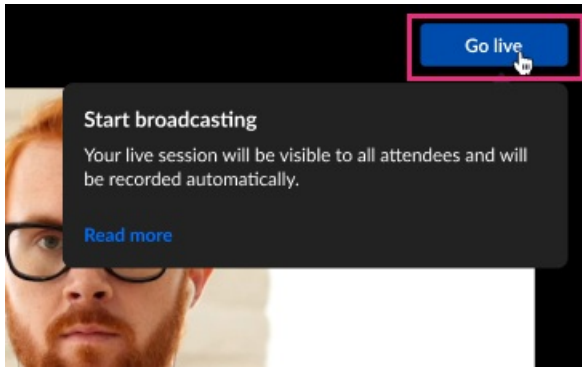 Go live
Start broadcasting
Your live session will be visible to all attendees and will
be recorded automatically.
Read more